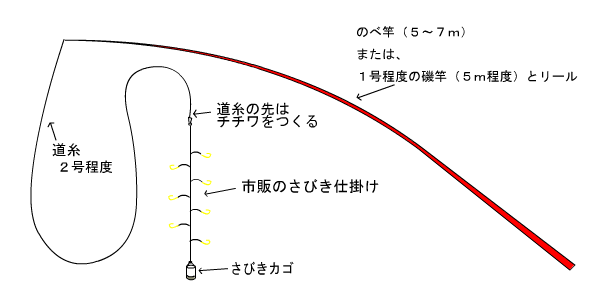 のべ竿（５～７ｍ）
または、
１号程度の磯竿（５ｍ程度）とリール
道糸の先は
チチワをつくる
道糸
２号程度
市販のさびき仕掛け
さびきカゴ